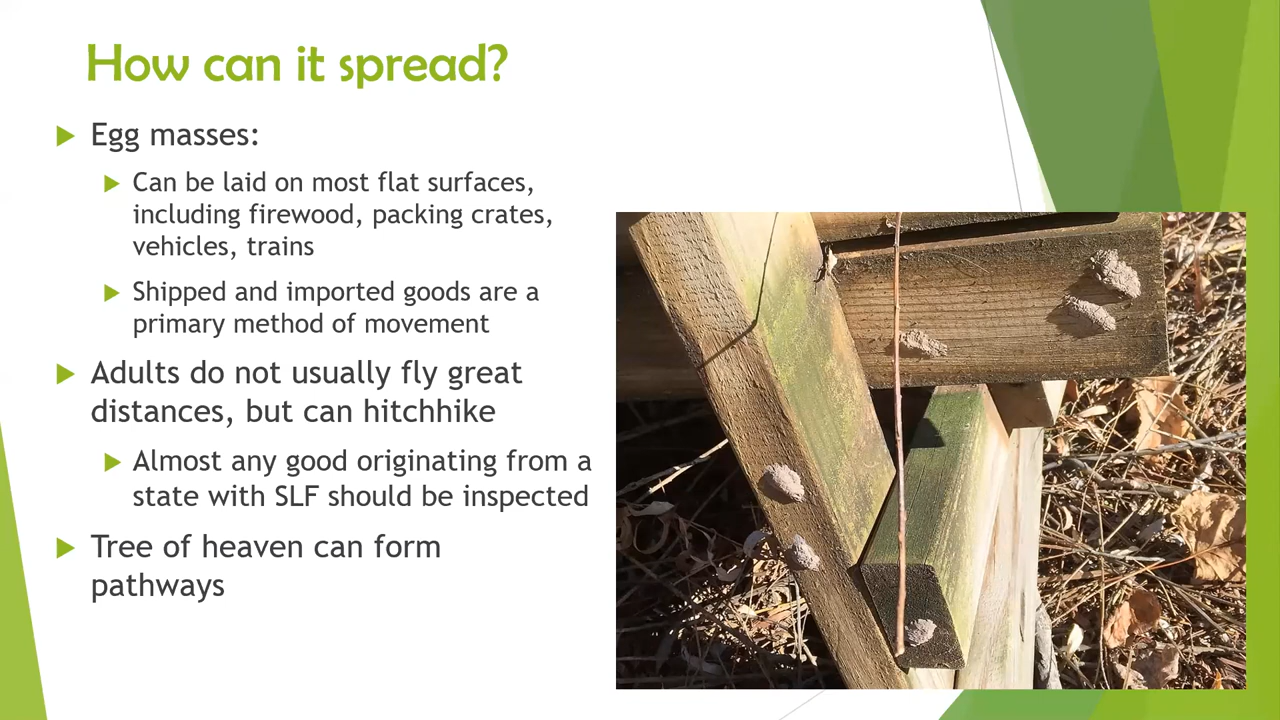 How can it spread?
Egg masses:
Can be laid on most flat surfaces,
including firewood, packing crates,
vehicles, trains
Shipped and imported goods are a
primary method of movement
Adults do not usually fly great
distances, but can hitchhike
Almost any good originating from a
state with SLF should be inspected
Tree of heaven can form
pathways